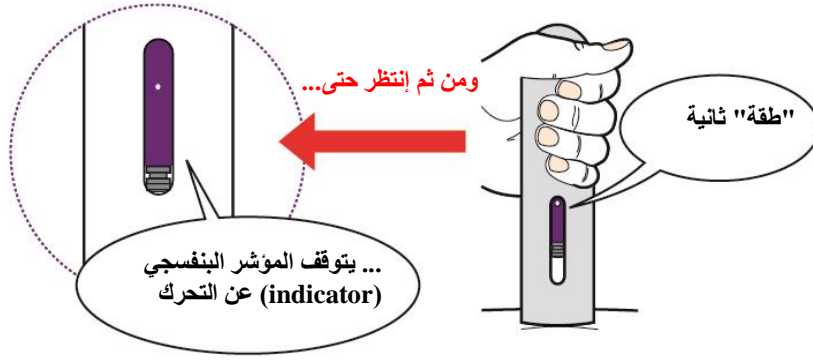 "طقة" ثانية
ومن ثم إنتظر حتى...
... يتوقف المؤشر البنفسجي
(indicator) عن التحرك